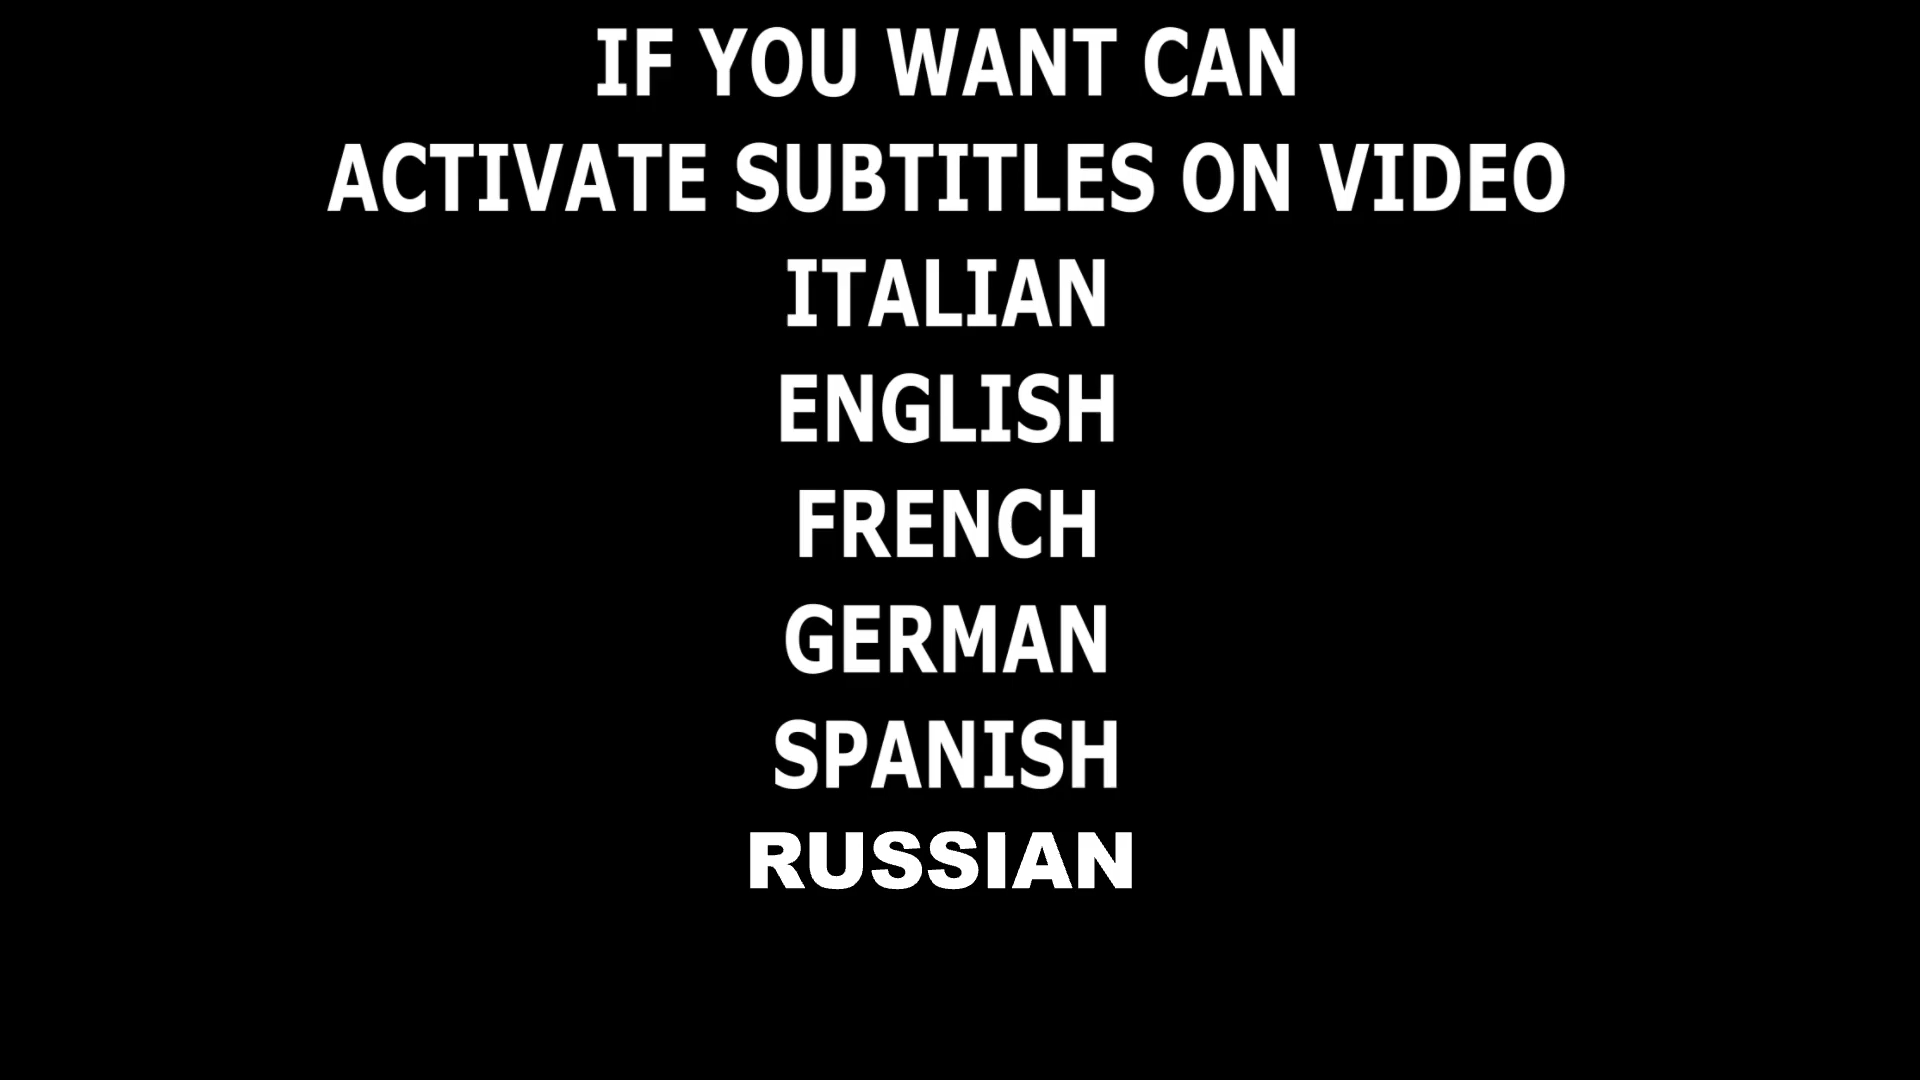 IF YOU WANT CAN
ACTIVATE SUBTITLES ON VIDEO
ITALIAN
ENGLISH
FRENCH
GERMAN
SPANISH
RUSSIAN